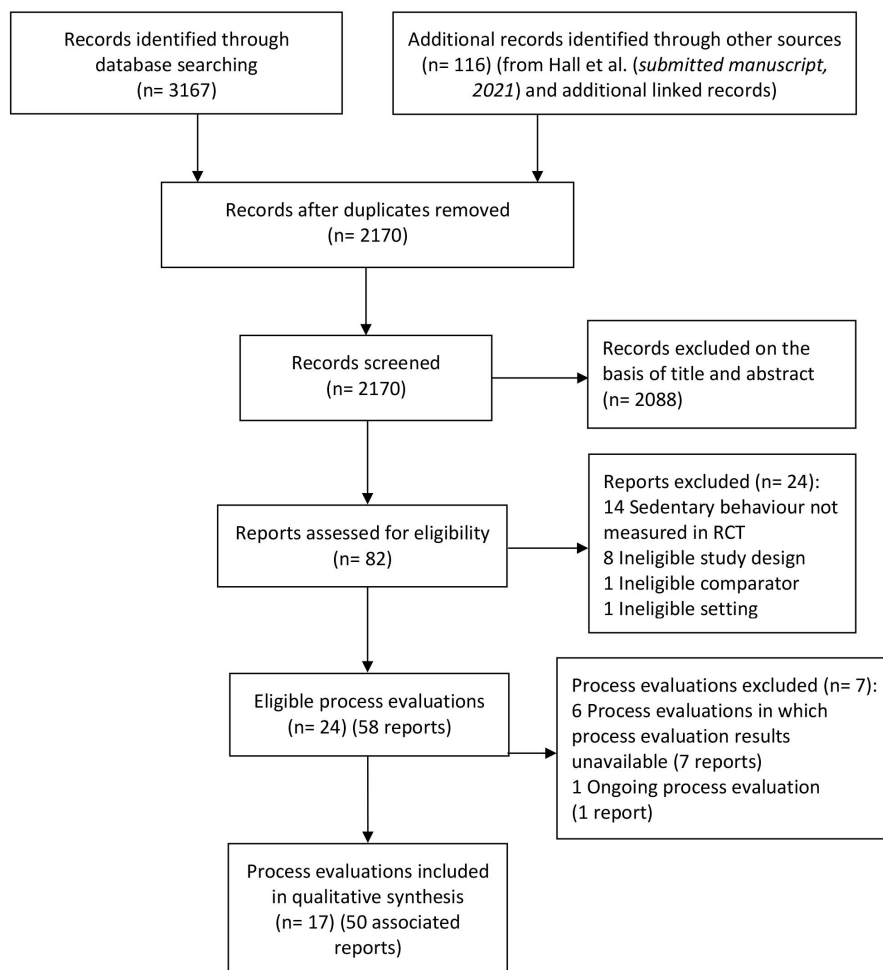 Records identified through
database searching
(n= 3167)
Additional records identified through other sources
(n= 116) (from Hall et al. (submitted manuscript,
2021) and additional linked records)
Records after duplicates removed
(n= 2170)
Records screened
(n= 2170)
Records excluded on the
basis of title and abstract
(n= 2088)
Reports assessed for eligibility
(n= 82)
Reports excluded (n= 24):
14 Sedentary behaviour not
measured in RCT
8 Ineligible study design
1 Ineligible comparator
1 Ineligible setting
Eligible process evaluations
(n= 24) (58 reports)
Process evaluations excluded (n= 7):
6 Process evaluations in which
process evaluation results
unavailable (7 reports)
1 Ongoing process evaluation
(1 report)
Process evaluations included
in qualitative synthesis
(n= 17) (50 associated
reports)